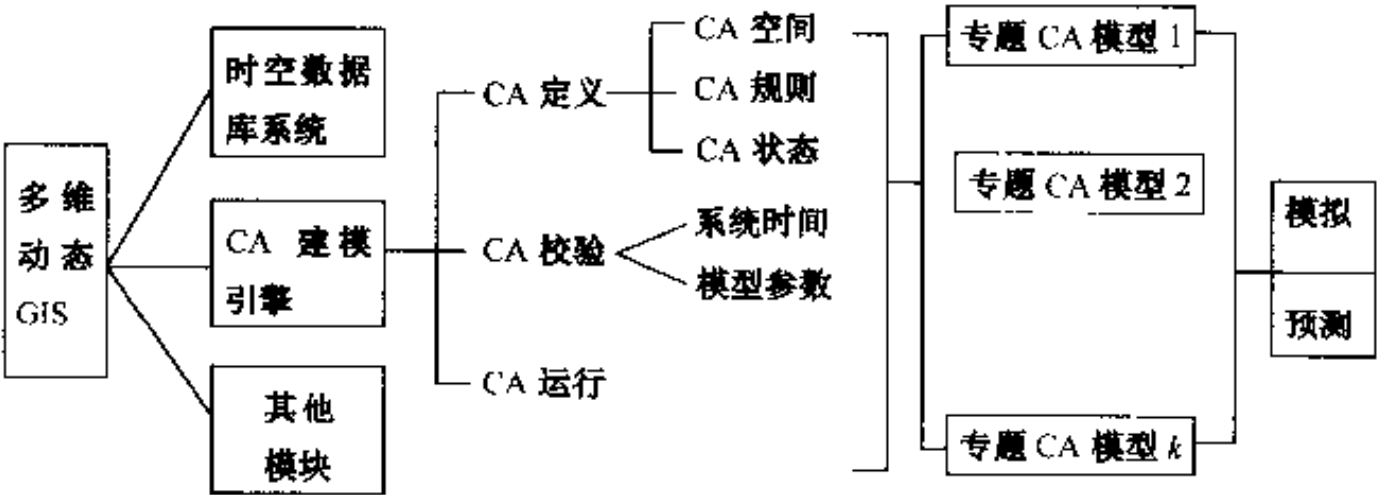 多维
动态
GIS
时空数据
库系统
CA 建模
引擎
其他
模块
CA 定义
CA 校验
CA 运行
CA 空间
CA 规则
CA 状态
系统时间
模型参数
专题 CA 模型 1
专题 CA 模型 2
专题 CA 模型 k
模拟
预测